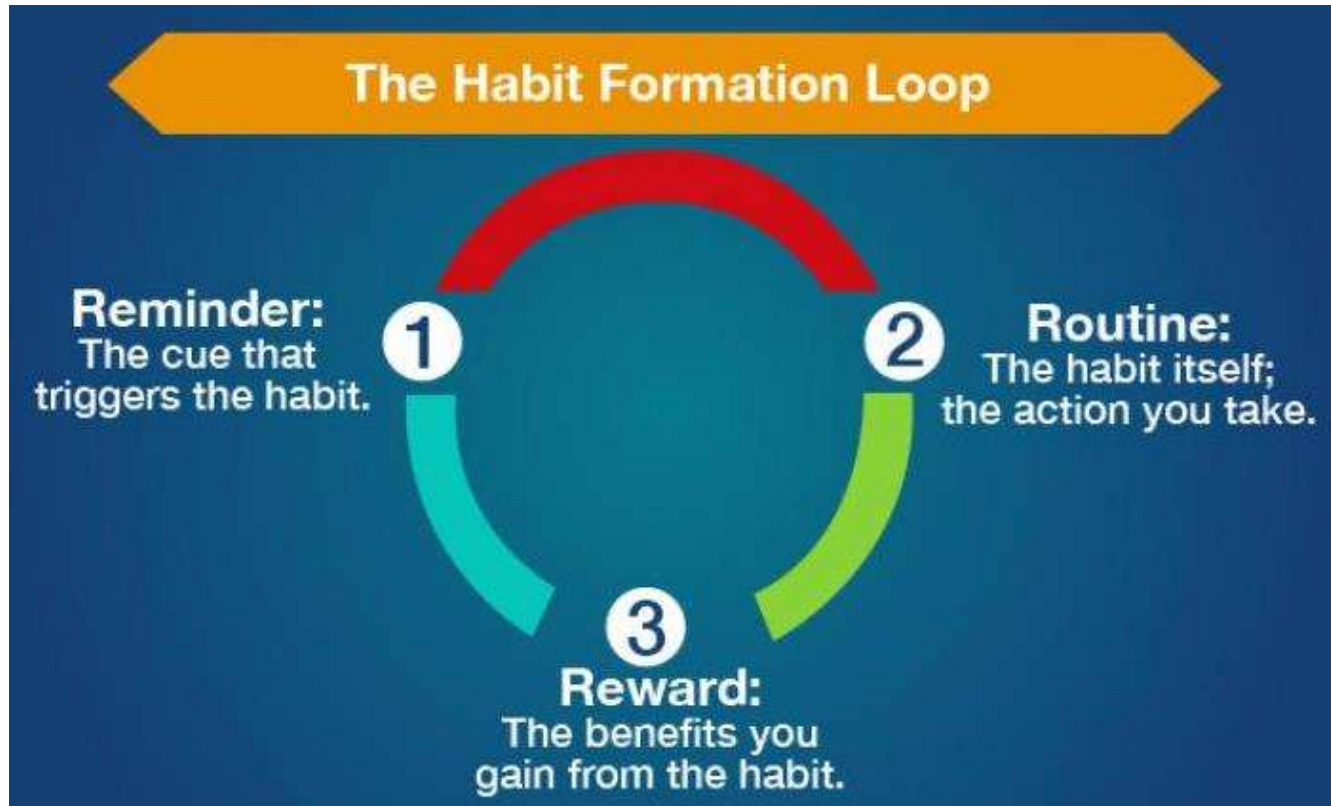 The Habit Formation Loop
1
Reminder:
The cue that
triggers the habit.
2
Routine:
The habit itself;
the action you take.
3
Reward:
The benefits you
gain from the habit.